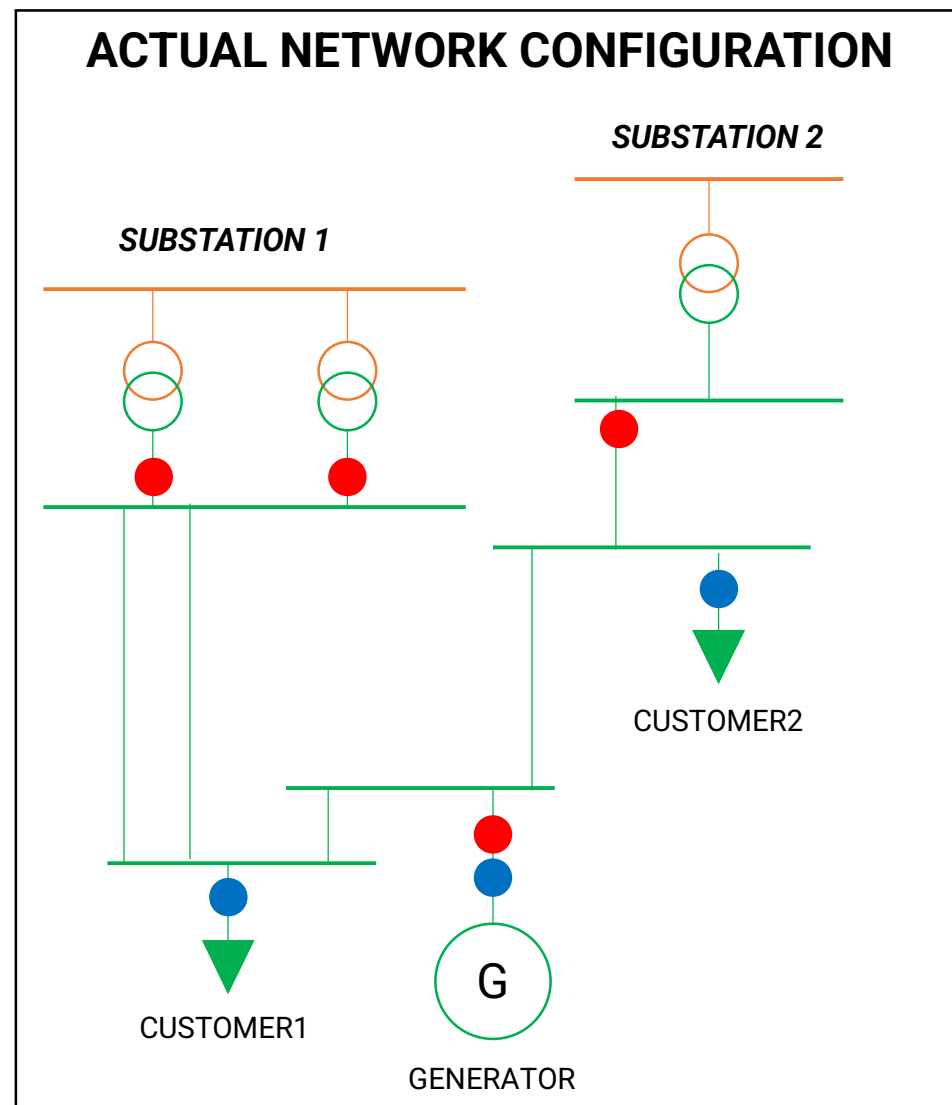 ACTUAL NETWORK CONFIGURATION
SUBSTATION 2
SUBSTATION 1
CUSTOMER2
CUSTOMER1
G
GENERATOR